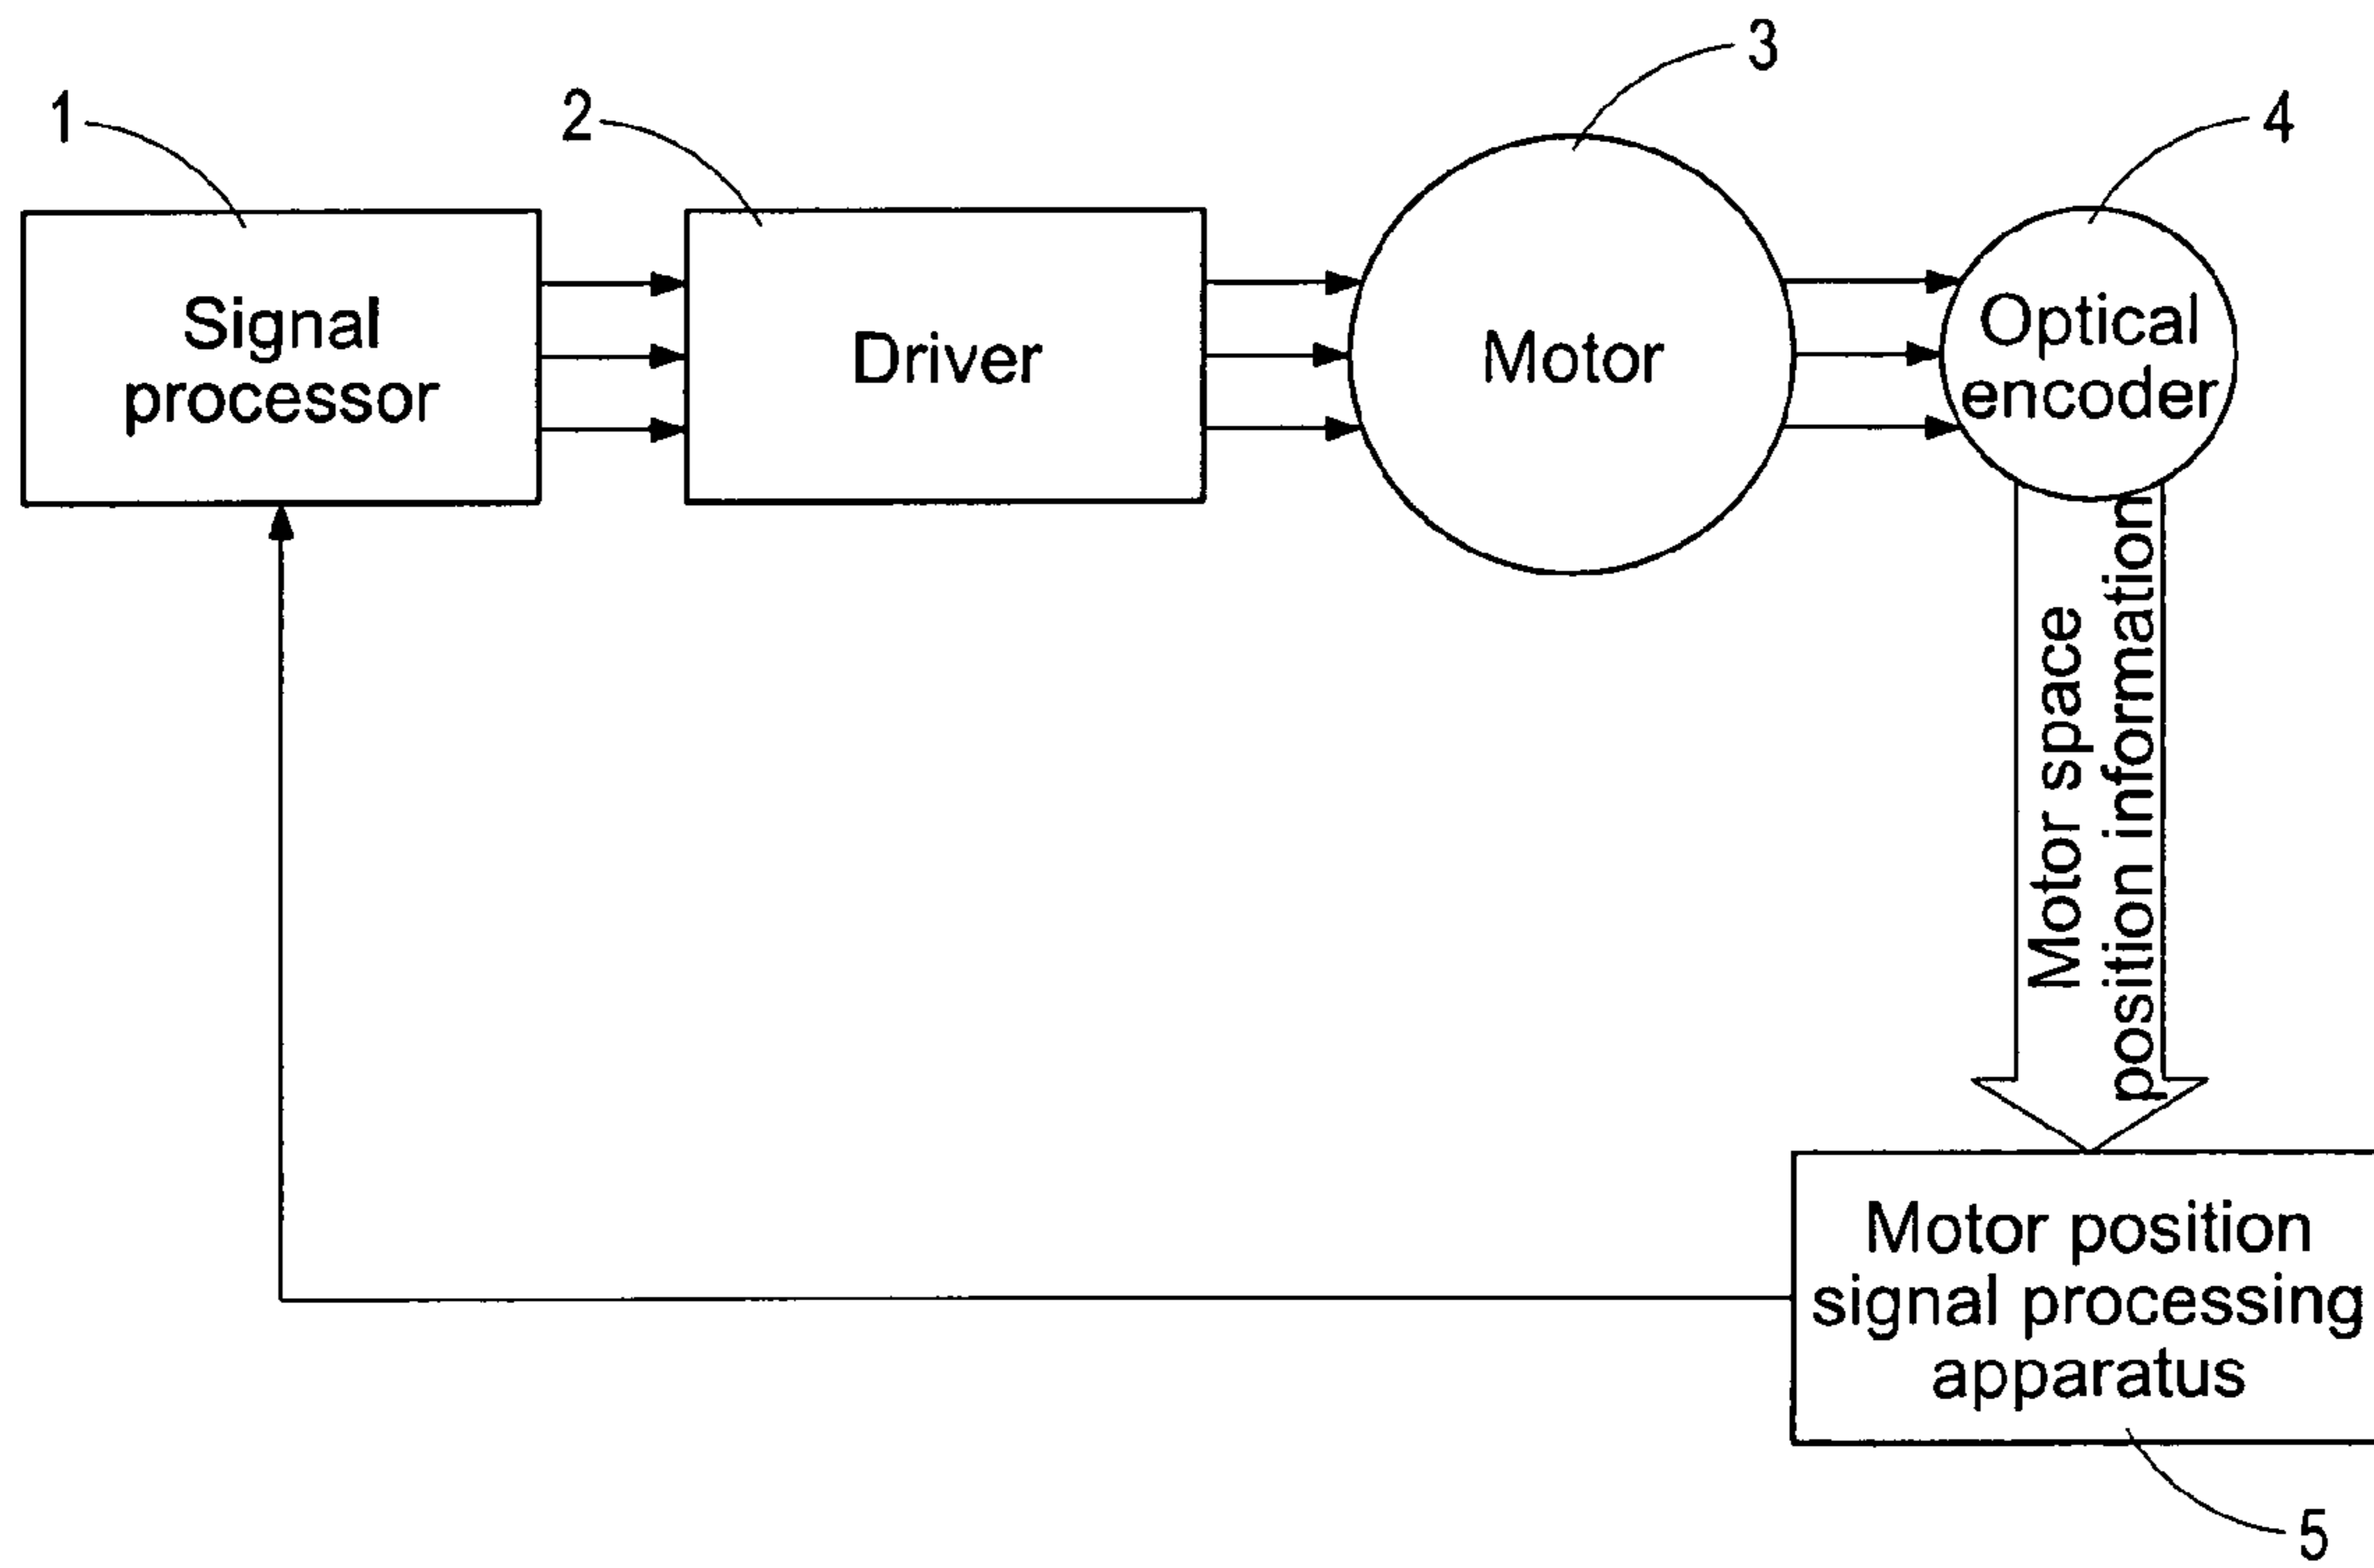 1
2
3
4
Signal
processor
Driver
Motor
Optical
encoder
Motor space
position information
Motor position
signal processing
apparatus
5